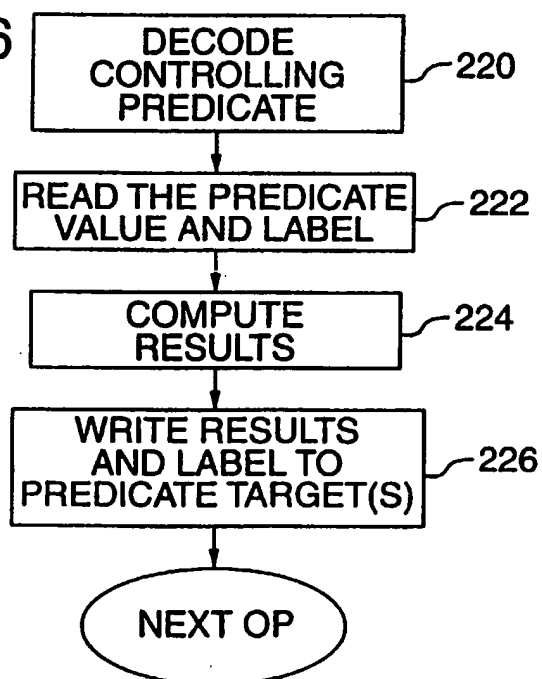 6
DECODE
CONTROLLING
PREDICATE
220
READ THE PREDICATE
VALUE AND LABEL
222
COMPUTE
RESULTS
224
WRITE RESULTS
AND LABEL TO
PREDICATE TARGET(S)
226
NEXT OP